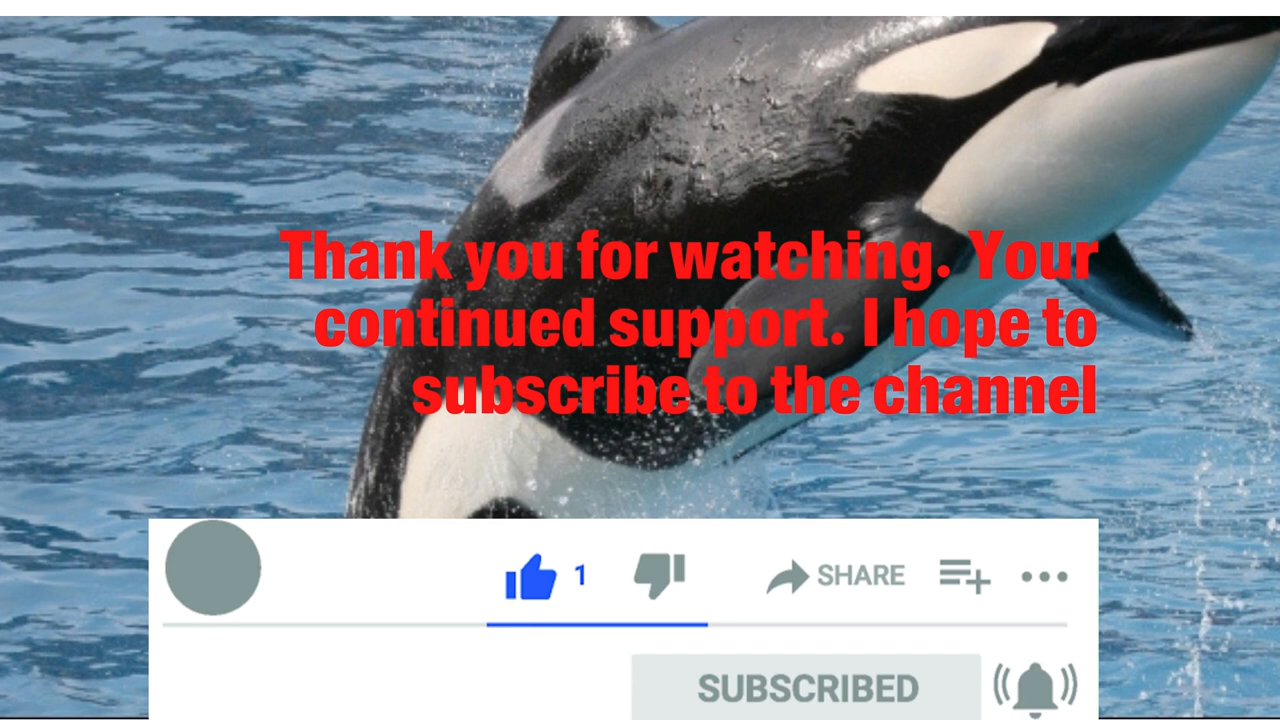 Thank you for watching. Your
continued support. I hope to
subscribe to the channel
1
SHARE
SUBSCRIBED